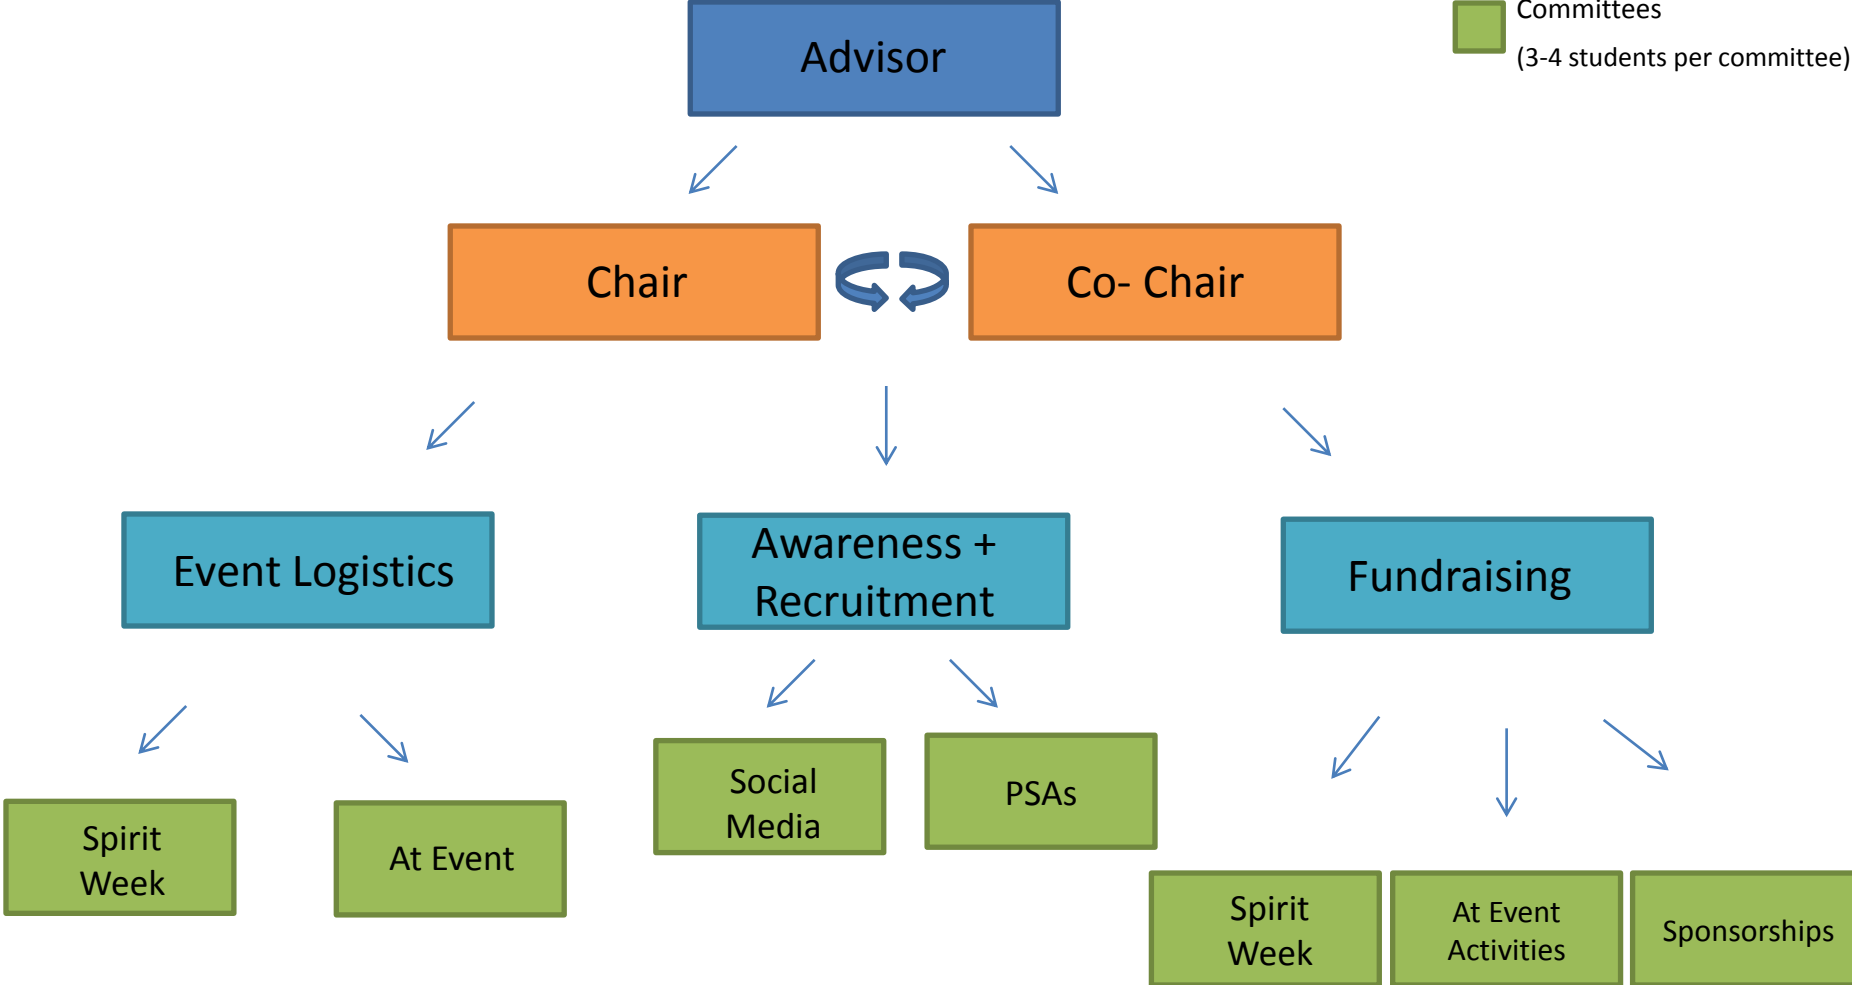 Committees
(3-4 students per committee)
Advisor
Chair
Co- Chair
Event Logistics
Awareness +
Recruitment
Fundraising
Social
Media
PSAs
Spirit
Week
At Event
Spirit
Week
At Event
Activities
Sponsorships